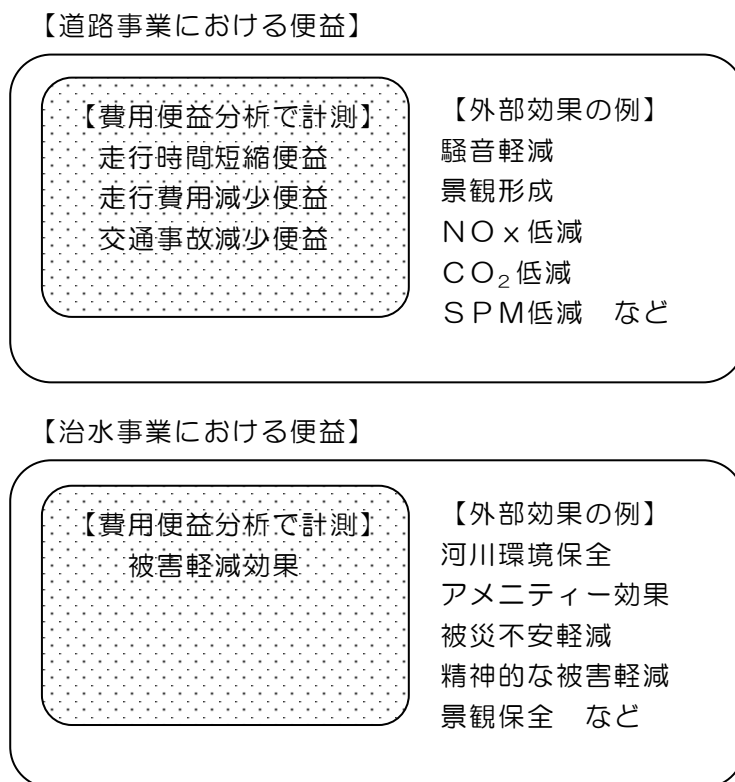 【道路事業における便益】
【費用便益分析で計測】
走行時間短縮便益
走行費用減少便益
交通事故減少便益
【外部効果の例】
騒音軽減
景観形成
ＮＯｘ低減
ＣＯ₂低減
ＳＰＭ低減　など
【治水事業における便益】
【費用便益分析で計測】
被害軽減効果
【外部効果の例】
河川環境保全
アメニティー効果
被災不安軽減
精神的な被害軽減
景観保全　など